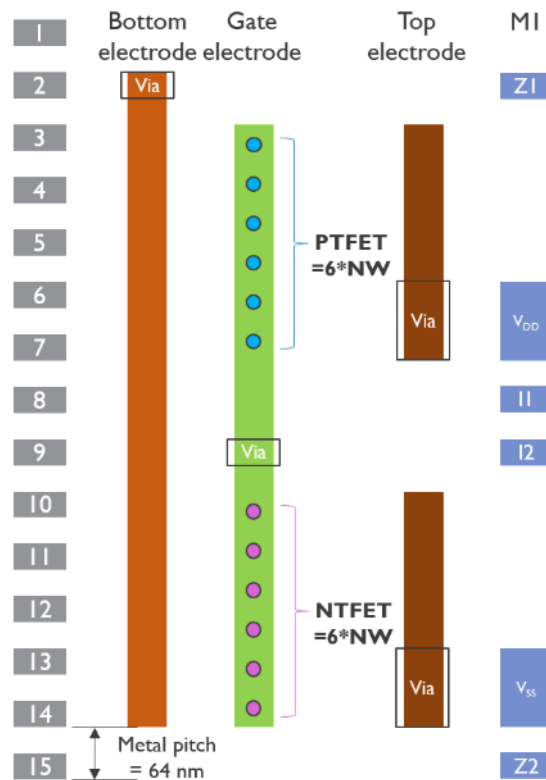 Bottom
electrode
Gate
electrode
Top
electrode
M1
1
2
Via
Z1
3
4
5
PTFET
=6*NW
6
Via
V_DD
7
8
I1
9
Via
I2
10
11
12
NTFET
=6*NW
13
Via
V_SS
14
Metal pitch
= 64 nm
15
Z2